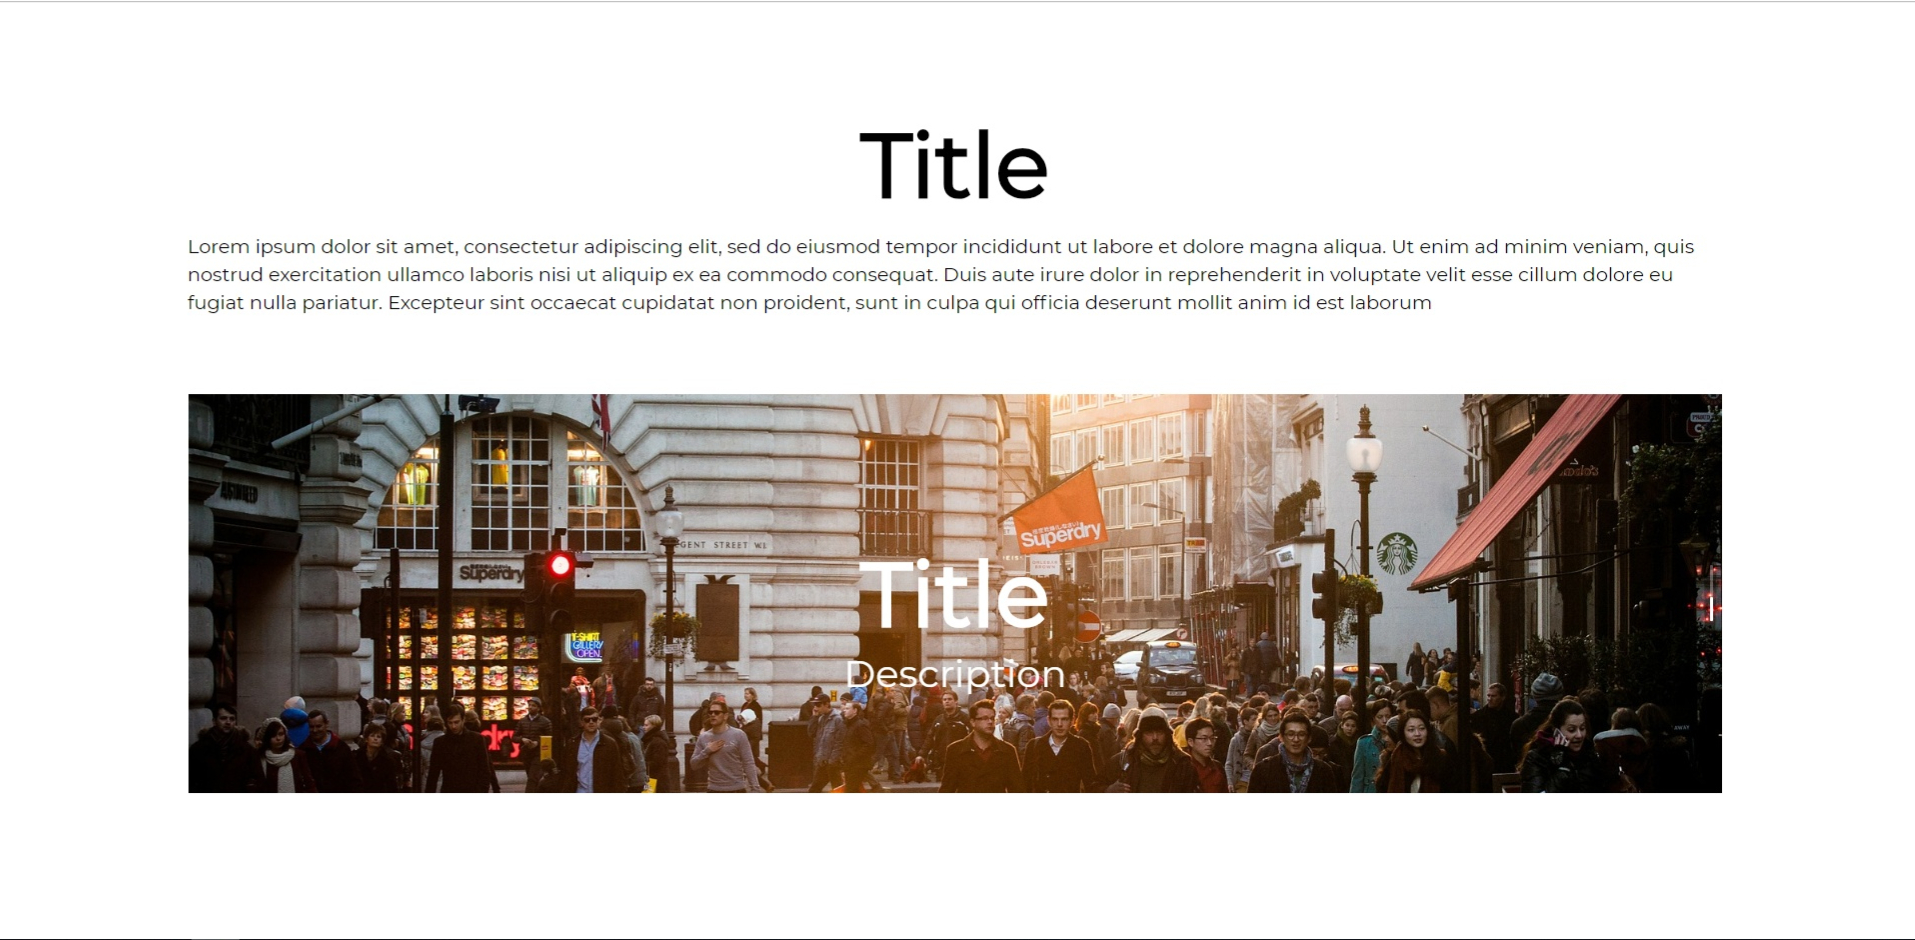 Title
Lorem ipsum dolor sit amet, consectetur adipiscing elit, sed do eiusmod tempor incididunt ut labore et dolore magna aliqua. Ut enim ad minim veniam, quis
nostrud exercitation ullamco laboris nisi ut aliquip ex ea commodo consequat. Duis aute irure dolor in reprehenderit in voluptate velit esse cillum dolore eu
fugiat nulla pariatur. Excepteur sint occaecat cupidatat non proident, sunt in culpa qui officia deserunt mollit anim id est laborum
Superdry
GENT STREET W1.
Superdry
Title
T-SHIRT
GALLERY
OPEN
Description
dry
AWAY